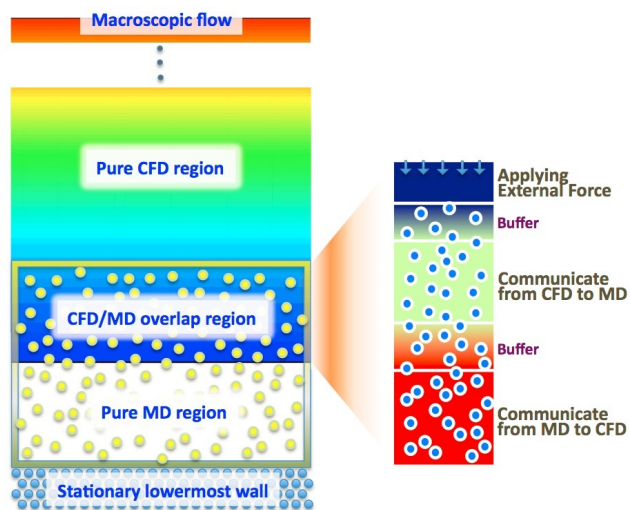 Macroscopic flow
Pure CFD region
CFD/MD overlap region
Pure MD region
Stationary lowermost wall
Applying
External Force
Buffer
Communicate
from CFD to MD
Buffer
Communicate
from MD to CFD